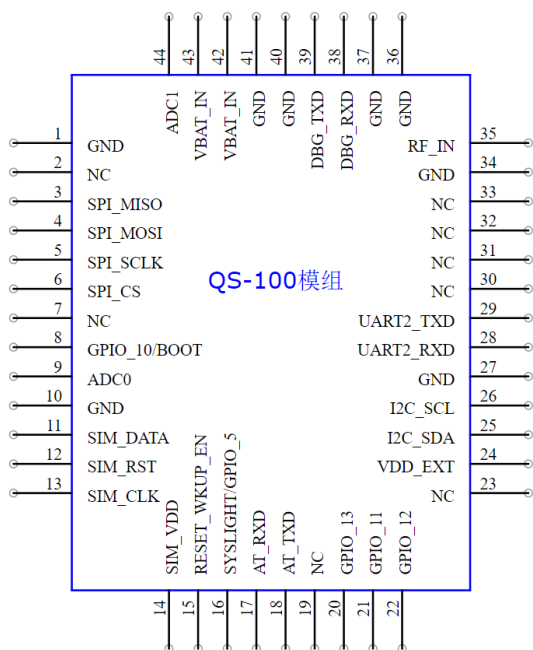 44 43 42 41 40 39 38 37 36
ADC1
VBAT_IN
VBAT_IN
GND
GND
DBG_TXD
DBG_RXD
GND
GND
1 GND
2 NC
3 SPI_MISO
4 SPI_MOSI
5 SPI_SCLK
6 SPI_CS
7 NC
8 GPIO_10/BOOT
9 ADC0
10 GND
11 SIM_DATA
12 SIM_RST
13 SIM_CLK
QS-100模组
RF_IN 35
GND 34
NC 33
NC 32
NC 31
NC 30
UART2_TXD 29
UART2_RXD 28
GND 27
I2C_SCL 26
I2C_SDA 25
VDD_EXT 24
NC 23
SIM_VDD
RESET_WKUP_EN
SYSLIGHT/GPIO_5
AT_RXD
AT_TXD
NC
GPIO_13
GPIO_11
GPIO_12
14 15 16 17 18 19 20 21 22